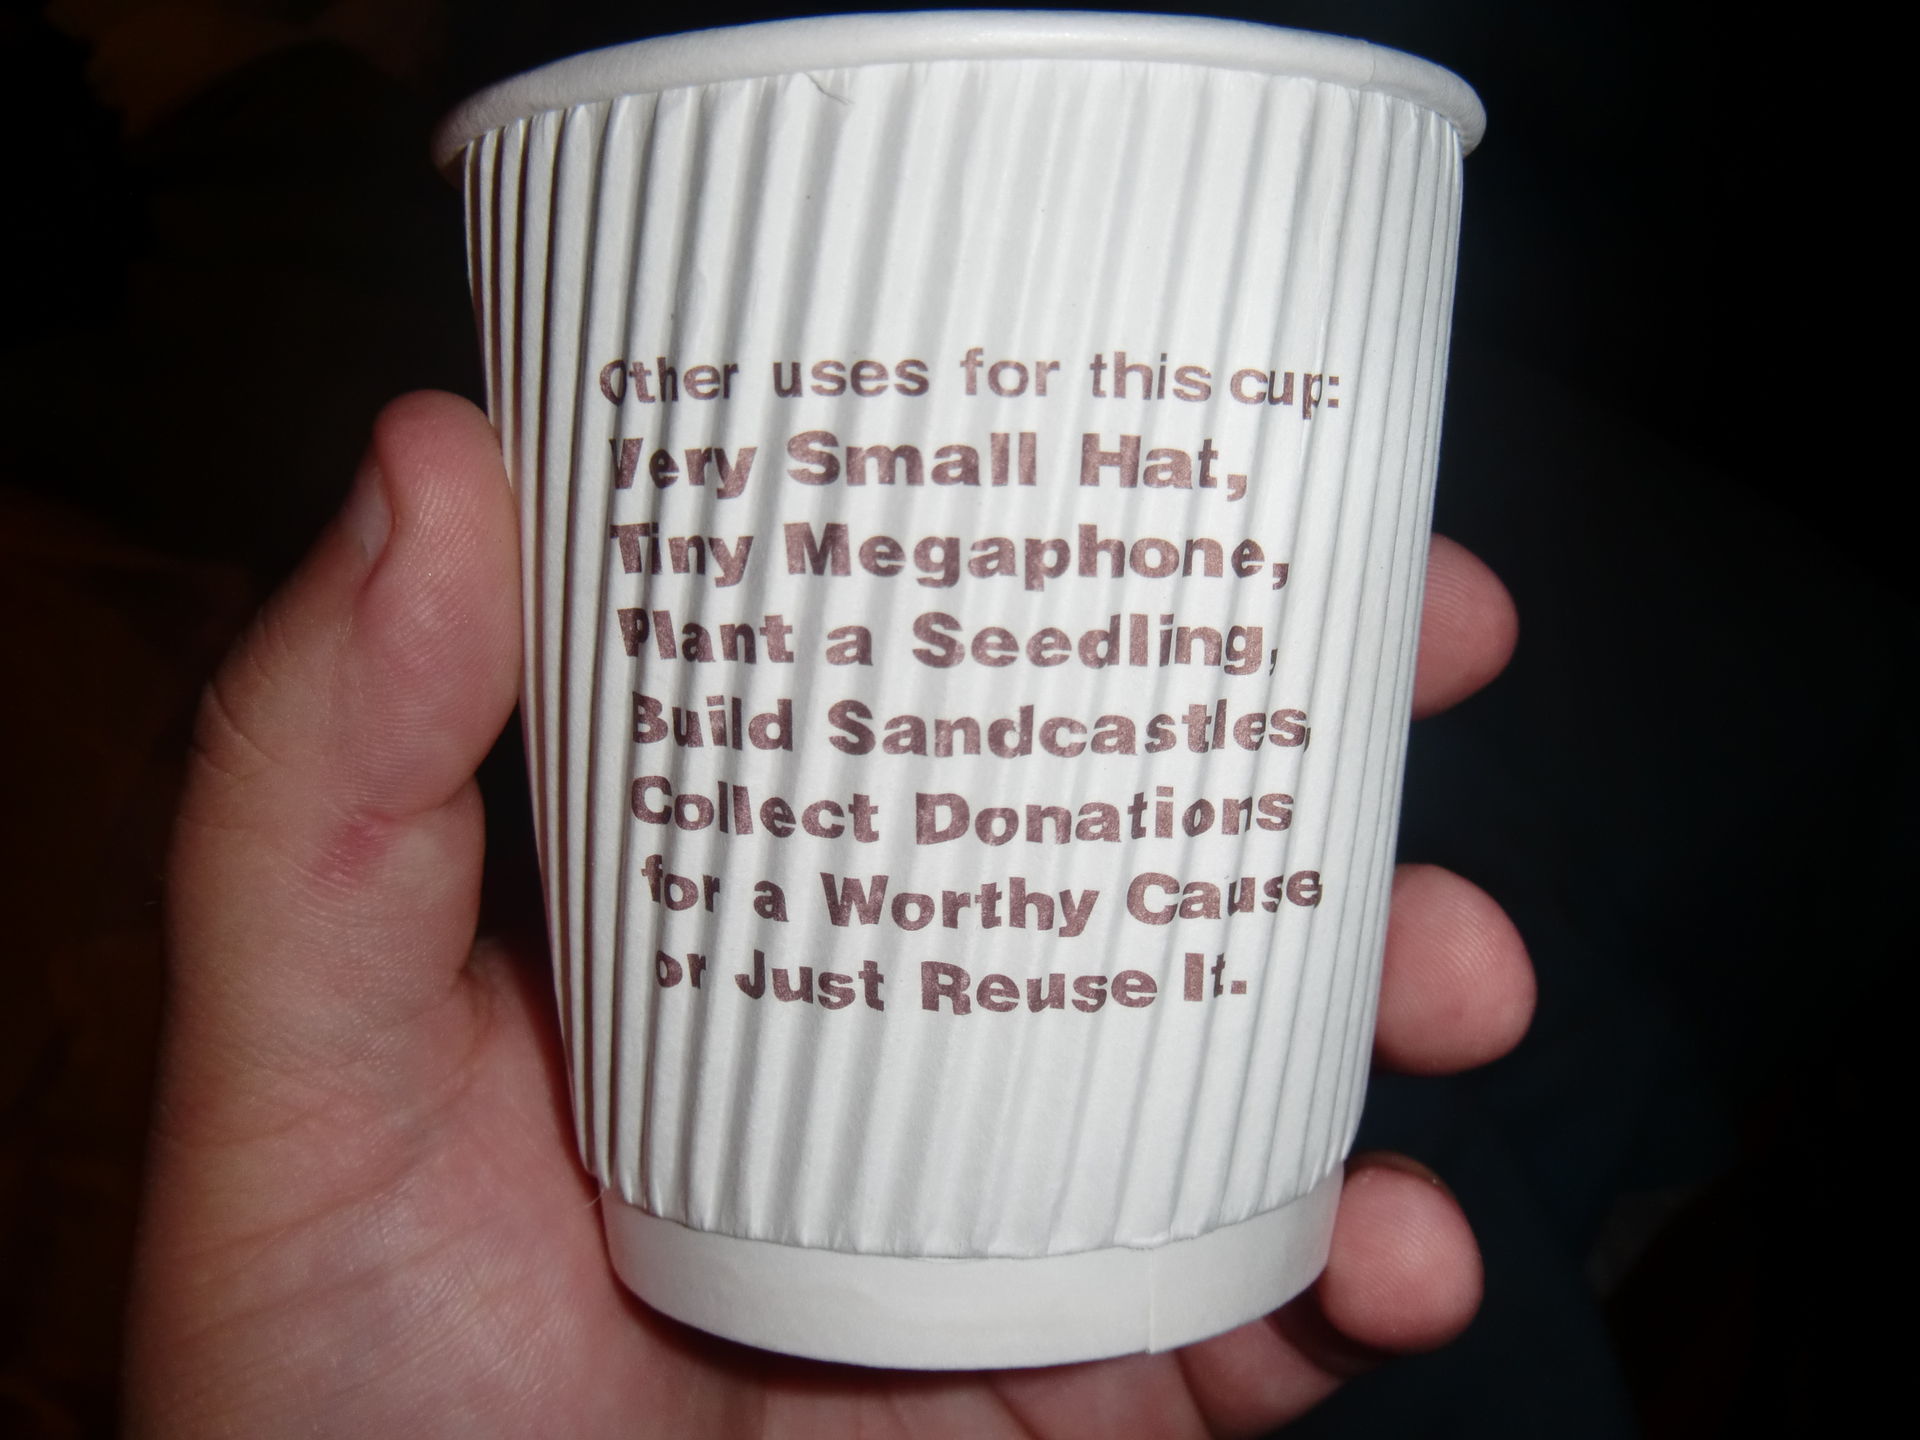 Other uses for this cup:
Very Small Hat,
Tiny Megaphone,
Plant a Seedling,
Build Sandcastles,
Collect Donations
for a Worthy Cause
or Just Reuse It.